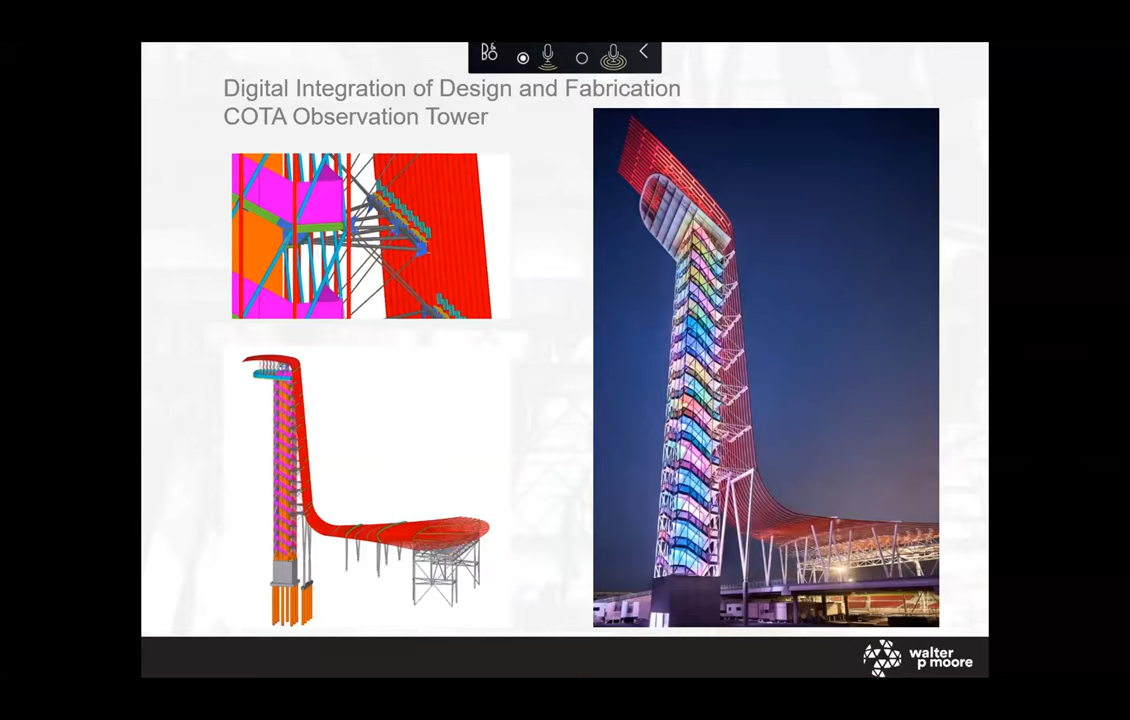 B&O
Digital Integration of Design and Fabrication
COTA Observation Tower
walter
p moore